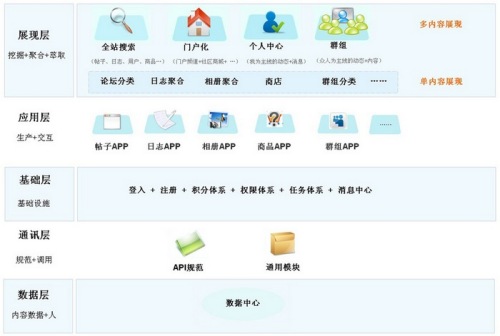 展现层
挖掘+聚合+萃取
全站搜索
（帖子、日志、用户、商品…）
门户化
（门户频道+社区简频+ …）
个人中心
（我为主线的动态+消息）
群组
（众人为主线的动态+内容）
多内容展现
论坛分类 日志聚合 相册聚合 商店 群组分类 ……
单内容展现
应用层
生产+交互
帖子APP 日志APP 相册APP 商品APP 群组APP ……
基础层
基础设施
登入 + 注册 + 积分体系 + 权限体系 + 任务体系 + 消息中心
通讯层
规范+调用
API规范 通用模块
数据层
内容数据+人
数据中心